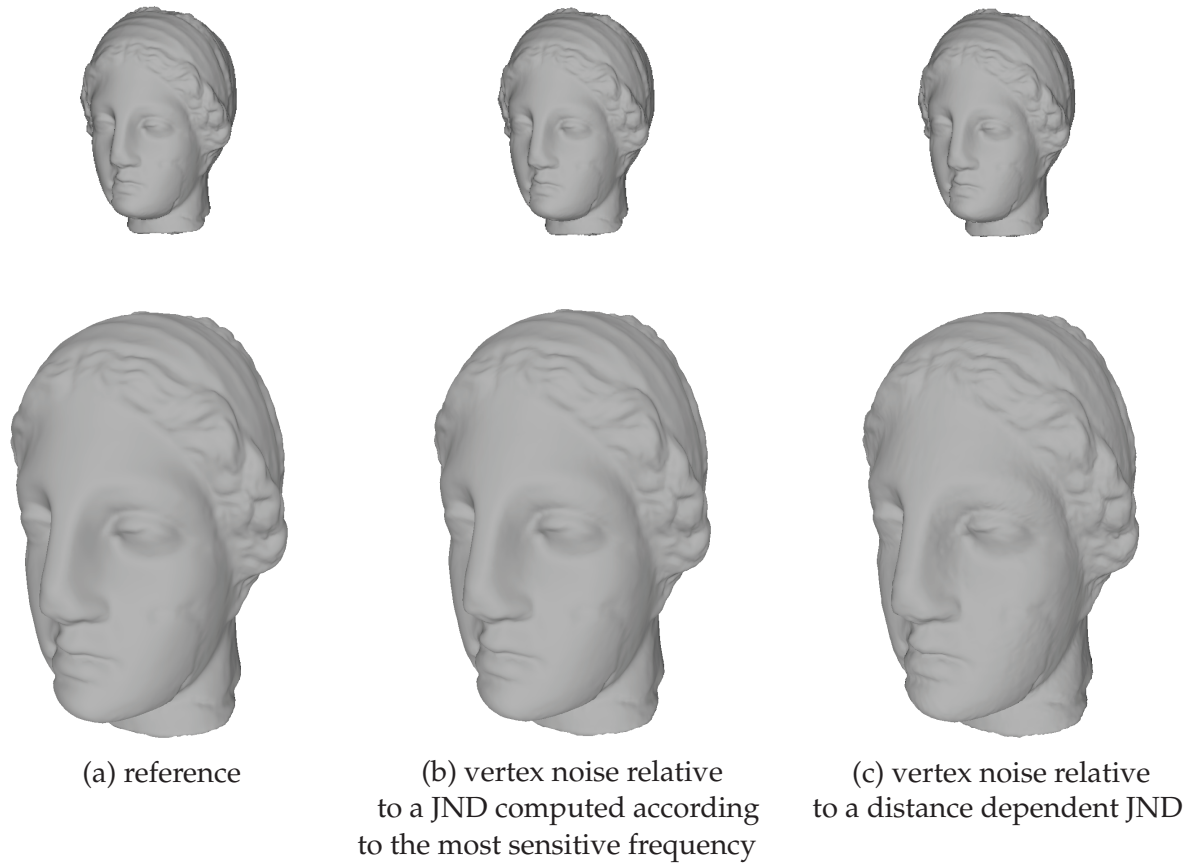 (a) reference
(b) vertex noise relative
to a JND computed according
to the most sensitive frequency
(c) vertex noise relative
to a distance dependent JND